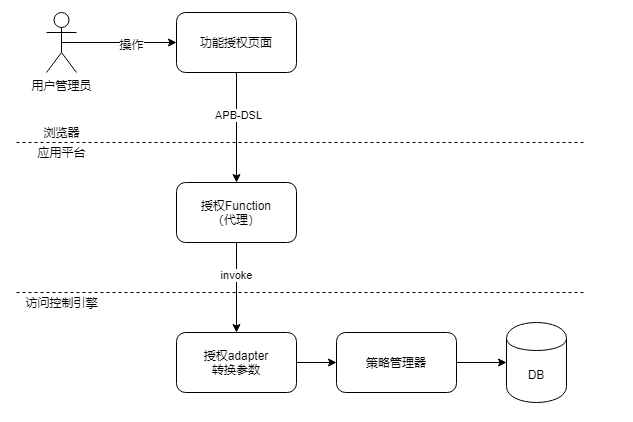 操作
功能授权页面
用户管理员
APB-DSL
浏览器
应用平台
授权Function
（代理）
invoke
访问控制引擎
授权adapter
转换参数
策略管理器
DB